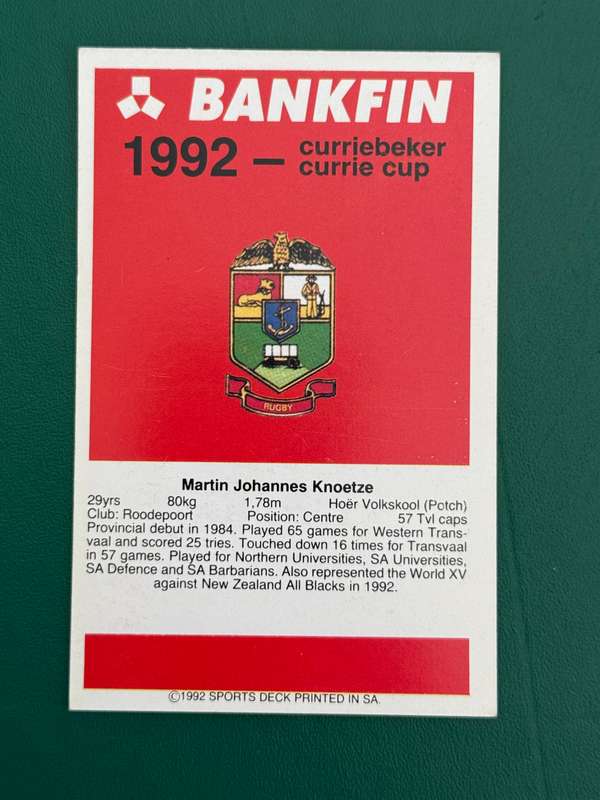 BANKFIN
1992 – curriebeker
currie cup
RUGBY
Martin Johannes Knoetze
29yrs 80kg 1,78m Hoër Volkskool (Potch)
Club: Roodepoort Position: Centre 57 Tvl caps
Provincial debut in 1984. Played 65 games for Western Trans-
vaal and scored 25 tries. Touched down 16 times for Transvaal
in 57 games. Played for Northern Universities, SA Universities,
SA Defence and SA Barbarians. Also represented the World XV
against New Zealand All Blacks in 1992.
©1992 SPORTS DECK PRINTED IN SA.